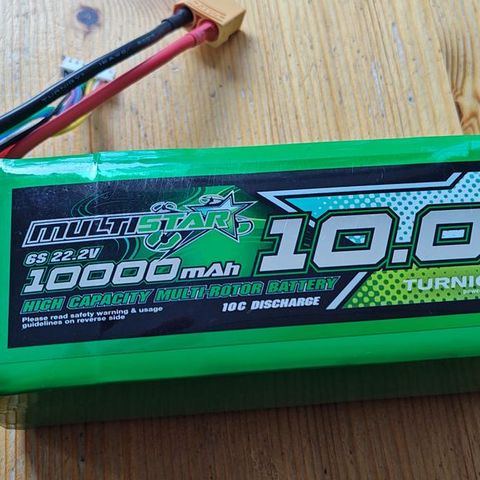 MULTISTAR
6S 22.2V
10000mAh
HIGH CAPACITY MULTI-ROTOR BATTERY
10C DISCHARGE
Please read safety warning & usage
guidelines on reverse side
10.0
TURNIG